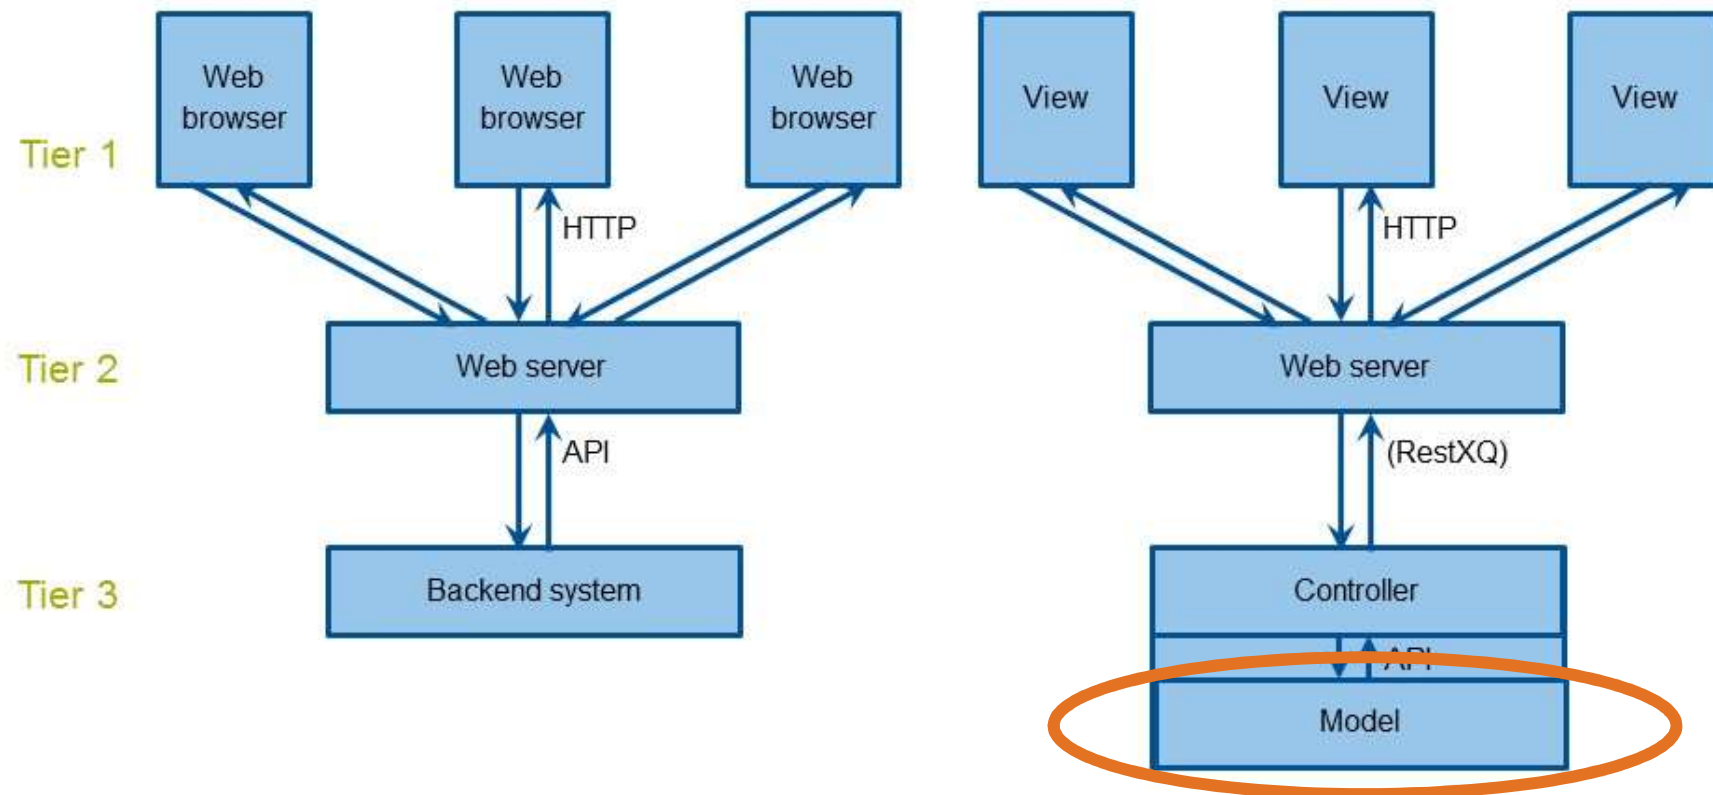 Web
browser
Web
browser
Web
browser
View
View
View
Tier 1
HTTP
HTTP
Tier 2
Web server
Web server
API
(RestXQ)
Tier 3
Backend system
Controller
API
Model